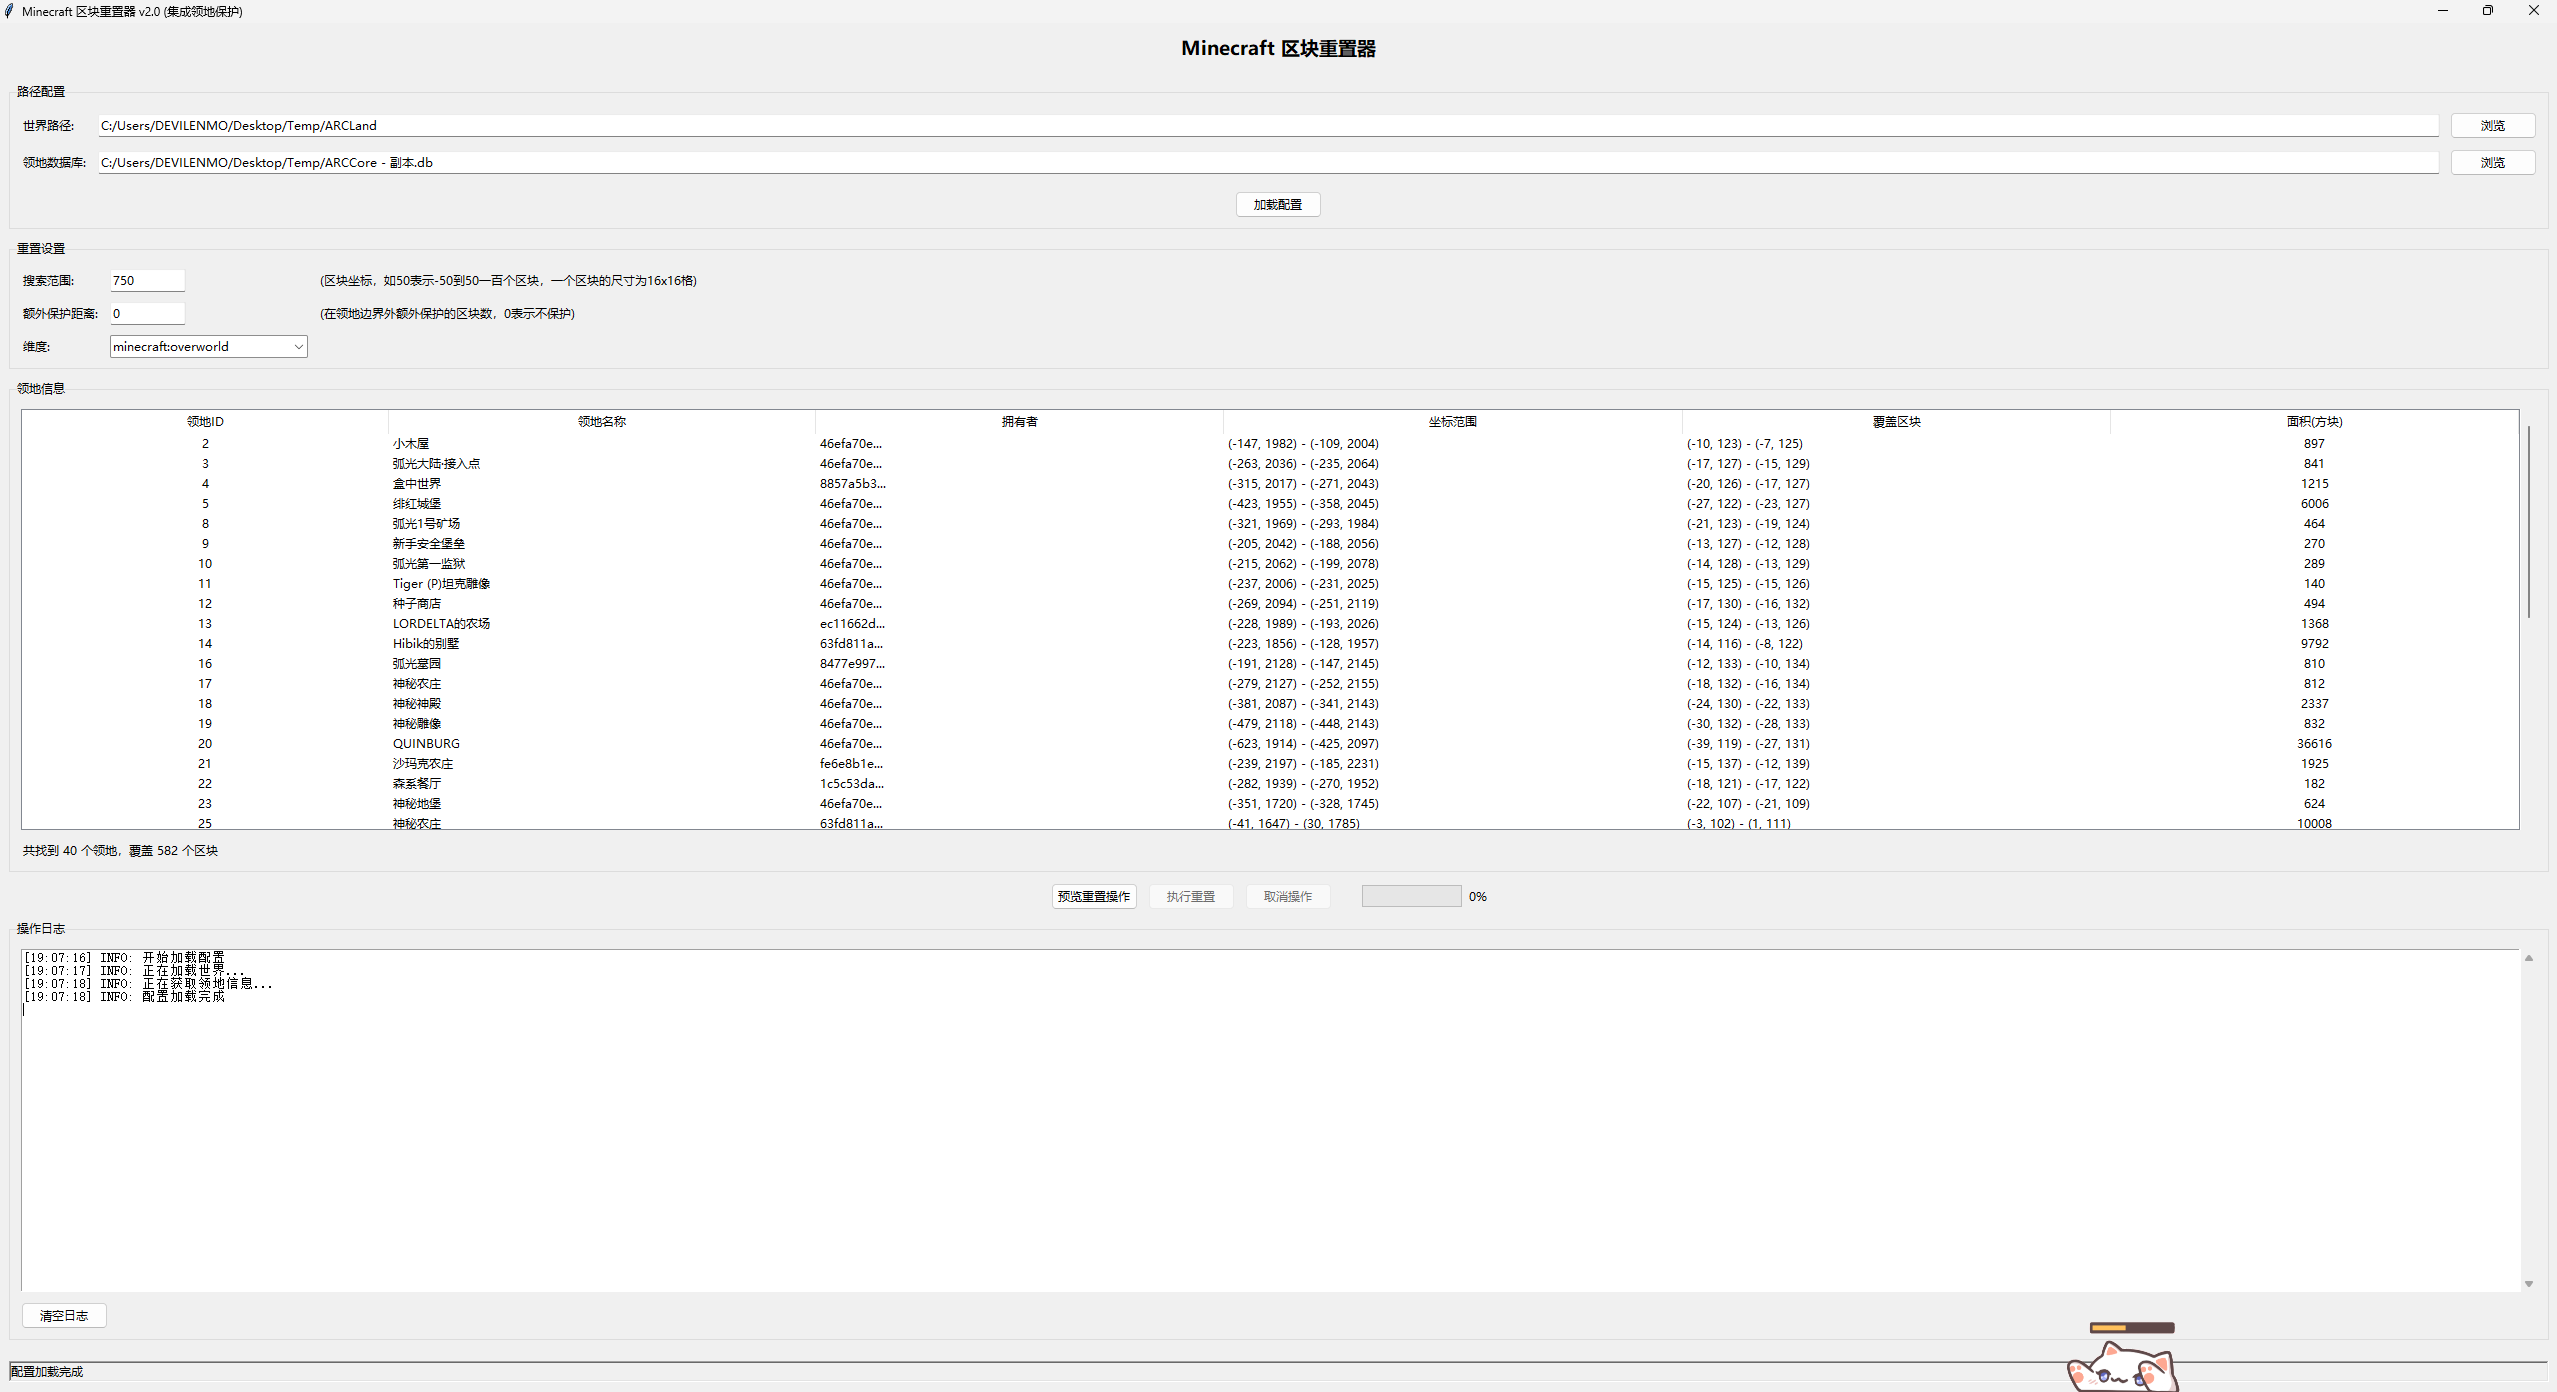 Minecraft 区块重置器 v2.0 (集成领地保护)
Minecraft 区块重置器
路径配置
世界路径: C:/Users/DEVILENMO/Desktop/Temp/ARCLand 浏览
领地数据库: C:/Users/DEVILENMO/Desktop/Temp/ARCCore - 副本.db 浏览
加载配置
重置设置
搜索范围: 750 (区块坐标，如50表示-50到50一百个区块，一个区块的尺寸为16x16格)
额外保护距离: 0 (在领地边界外额外保护的区块数，0表示不保护)
维度: minecraft:overworld
领地信息
领地ID 领地名称 拥有者 坐标范围 覆盖区块 面积(方块)
2 小木屋 46efa70e... (-147, 1982) - (-109, 2004) (-10, 123) - (-7, 125) 897
3 弧光大陆·接入点 46efa70e... (-263, 2036) - (-235, 2064) (-17, 127) - (-15, 129) 841
4 盒中世界 8857a5b3... (-315, 2017) - (-271, 2043) (-20, 126) - (-17, 127) 1215
5 绯红城堡 46efa70e... (-423, 1955) - (-358, 2045) (-27, 122) - (-23, 127) 6006
8 弧光1号矿场 46efa70e... (-321, 1969) - (-293, 1984) (-21, 123) - (-19, 124) 464
9 新手安全堡垒 46efa70e... (-205, 2042) - (-188, 2056) (-13, 127) - (-12, 128) 270
10 弧光第一监狱 46efa70e... (-215, 2062) - (-199, 2078) (-14, 128) - (-13, 129) 289
11 Tiger (P)坦克雕像 46efa70e... (-237, 2006) - (-231, 2025) (-15, 125) - (-15, 126) 140
12 种子商店 46efa70e... (-269, 2094) - (-251, 2119) (-17, 130) - (-16, 132) 494
13 LORDELTA的农场 ec11662d... (-228, 1989) - (-193, 2026) (-15, 124) - (-13, 126) 1368
14 Hibik的别墅 63fd811a... (-223, 1856) - (-128, 1957) (-14, 116) - (-8, 122) 9792
16 弧光墓园 8477e997... (-191, 2128) - (-147, 2145) (-12, 133) - (-10, 134) 810
17 神秘农庄 46efa70e... (-279, 2127) - (-252, 2155) (-18, 132) - (-16, 134) 812
18 神秘神殿 46efa70e... (-381, 2087) - (-341, 2143) (-24, 130) - (-22, 133) 2337
19 神秘雕像 46efa70e... (-479, 2118) - (-448, 2143) (-30, 132) - (-28, 133) 832
20 QUINBURG 46efa70e... (-623, 1914) - (-425, 2097) (-39, 119) - (-27, 131) 36616
21 沙玛克农庄 fe6e8b1e... (-239, 2197) - (-185, 2231) (-15, 137) - (-12, 139) 1925
22 森系餐厅 1c5c53da... (-282, 1939) - (-270, 1952) (-18, 121) - (-17, 122) 182
23 神秘地堡 46efa70e... (-351, 1720) - (-328, 1745) (-22, 107) - (-21, 109) 624
25 神秘农庄 63fd811a... (-41, 1647) - (30, 1785) (-3, 102) - (1, 111) 10008
共找到 40 个领地，覆盖 582 个区块
预览重置操作 执行重置 取消操作 0%
操作日志
[19:07:16] INFO: 开始加载配置
[19:07:17] INFO: 正在加载世界...
[19:07:18] INFO: 正在获取领地信息...
[19:07:18] INFO: 配置加载完成
清空日志
配置加载完成